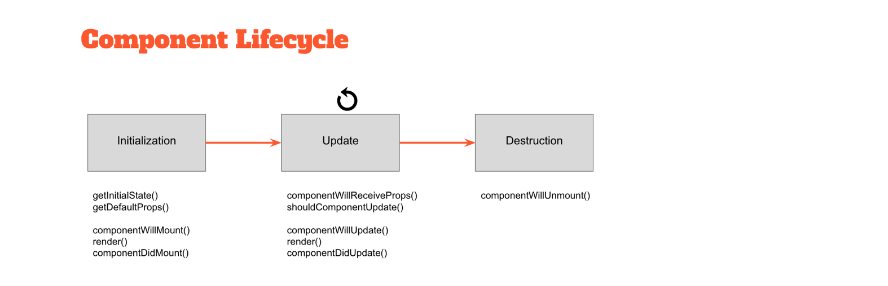 Component Lifecycle
Initialization
Update
Destruction
getInitialState()
getDefaultProps()
componentWillMount()
render()
componentDidMount()
componentWillReceiveProps()
shouldComponentUpdate()
componentWillUpdate()
render()
componentDidUpdate()
componentWillUnmount()